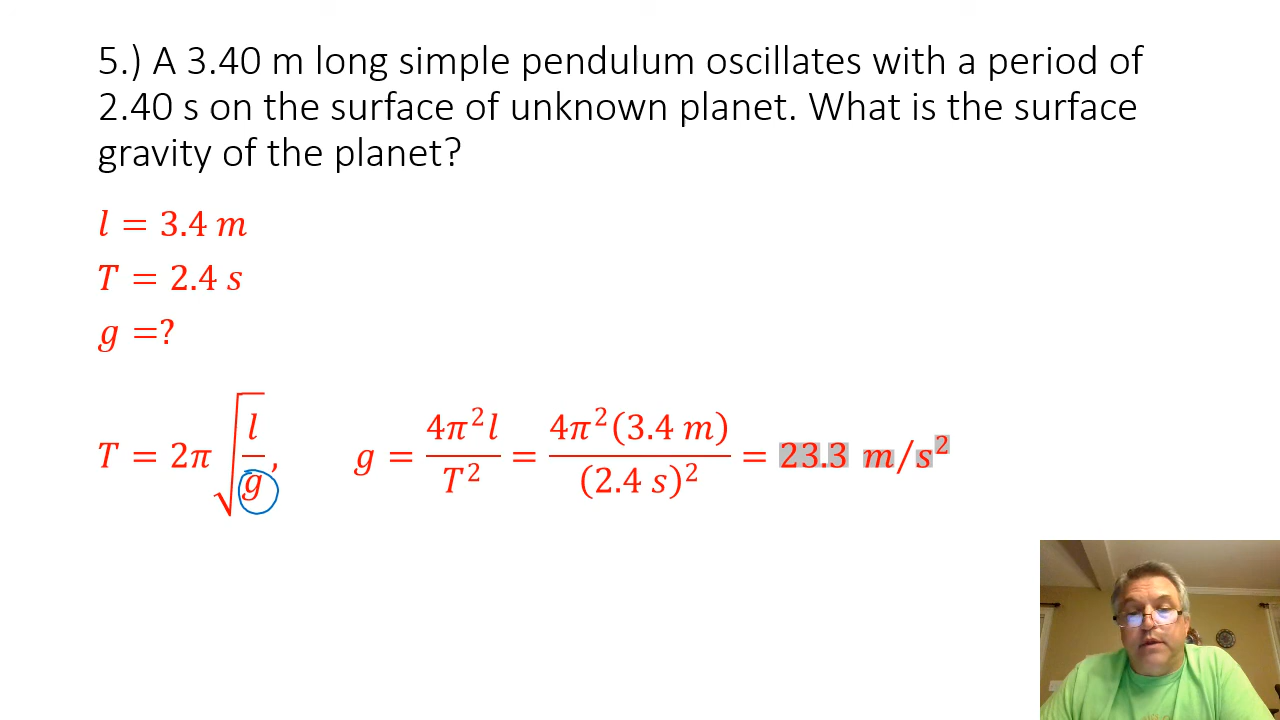 5.) A 3.40 m long simple pendulum oscillates with a period of
2.40 s on the surface of unknown planet. What is the surface
gravity of the planet?
l = 3.4 m
T = 2.4 s
g =?
T = 2π √(l/g), g = 4π²l/T² = 4π²(3.4 m)/(2.4 s)² = 23.3 m/s²